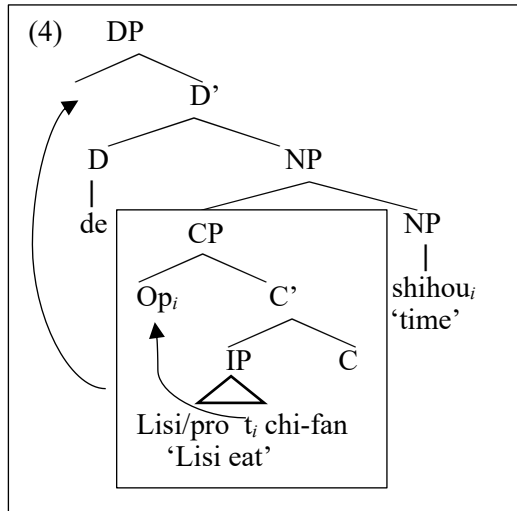 (4) DP
D’
D NP
de CP NP
Opi C’ shihoui
‘time’
IP C
Lisi/pro ti chi-fan
‘Lisi eat’